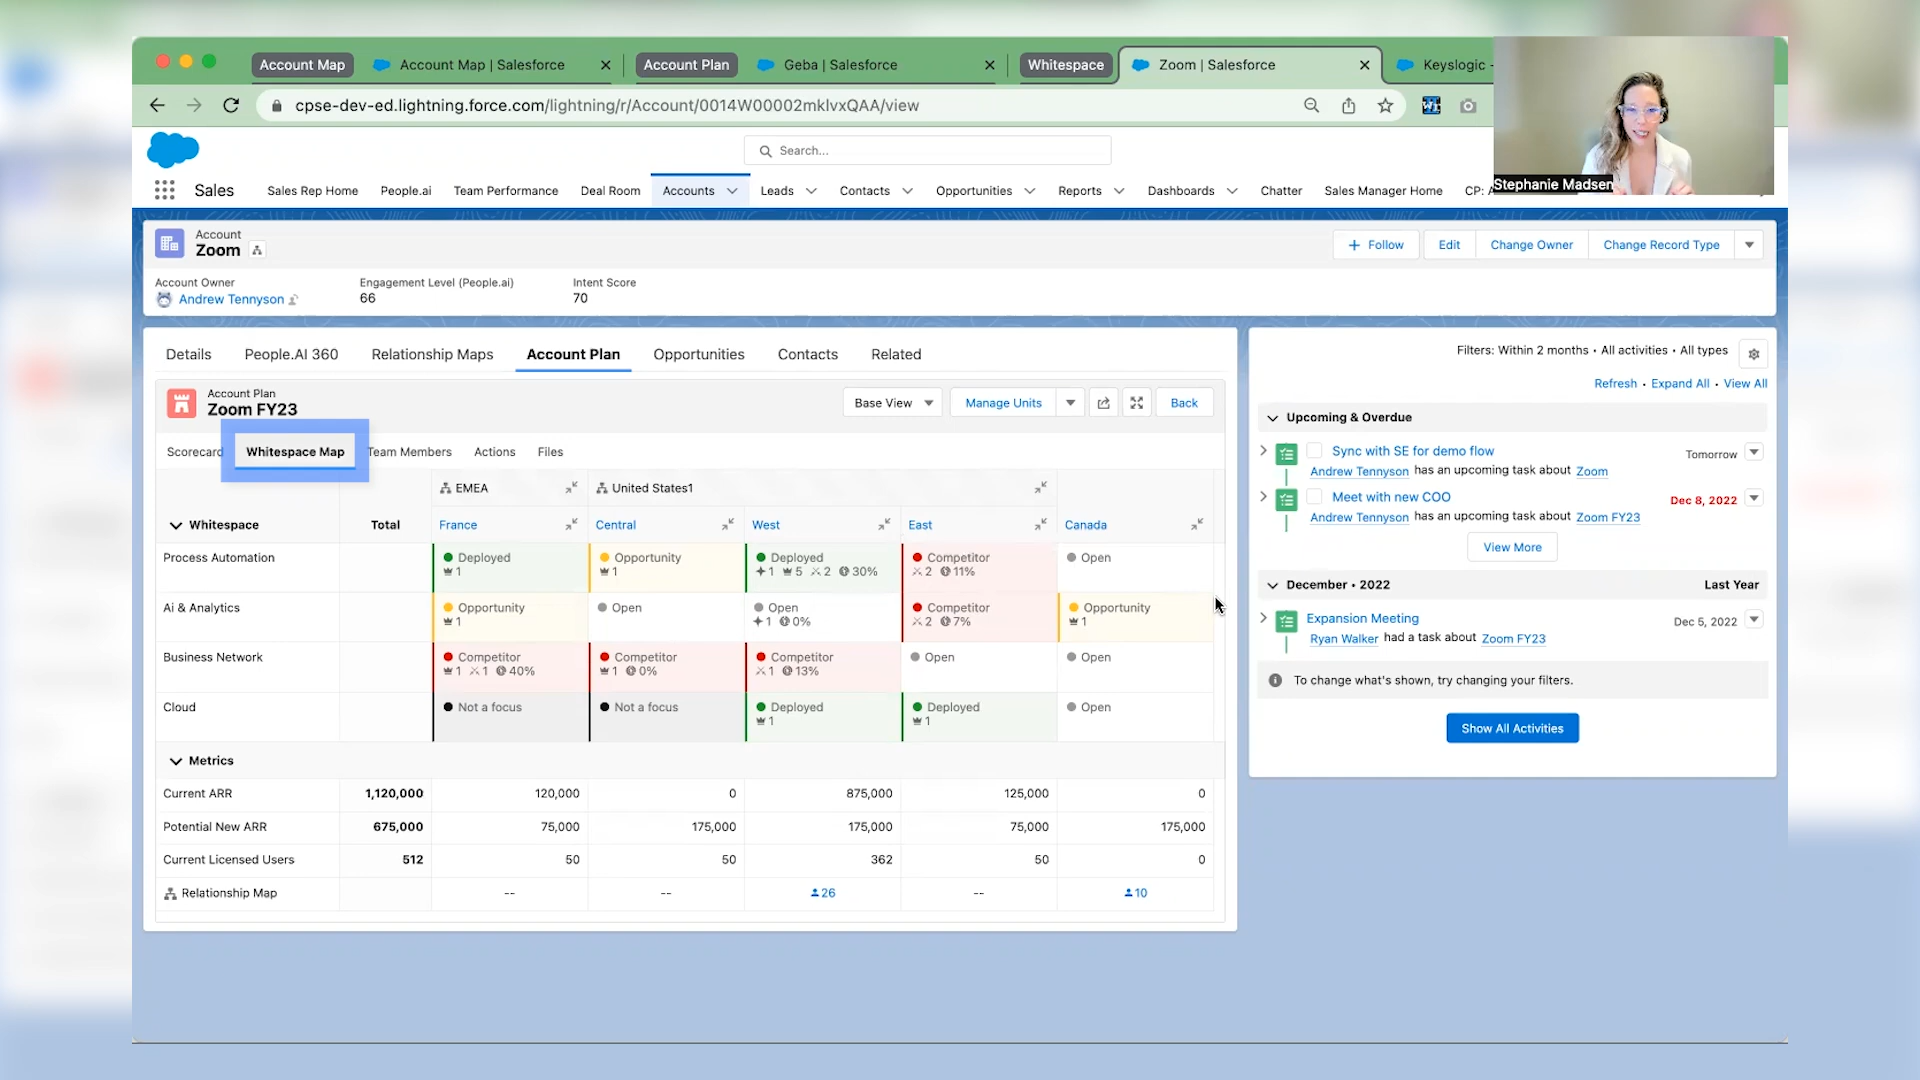 Account Map
Account Map | Salesforce
Account Plan
Geba | Salesforce
Whitespace
Zoom | Salesforce
Keyslogic -
cpse-dev-ed.lightning.force.com/lightning/r/Account/0014W00002mklvxQAA/view
Stephanie Madsen
Search...
Sales
Sales Rep Home
People.ai
Team Performance
Deal Room
Accounts
Leads
Contacts
Opportunities
Reports
Dashboards
Chatter
Sales Manager Home
CP:
Account
Zoom
+ Follow
Edit
Change Owner
Change Record Type
Account Owner
Engagement Level (People.ai)
Intent Score
Andrew Tennyson
66
70
Details
People.AI 360
Relationship Maps
Account Plan
Opportunities
Contacts
Related
Account Plan
Zoom FY23
Base View
Manage Units
Back
Scorecard
Whitespace Map
Team Members
Actions
Files
EMEA
United States1
Whitespace
Total
France
Central
West
East
Canada
Process Automation
Deployed
1
Opportunity
1
Deployed
1 5 2 30%
Competitor
2 11%
Open
Ai & Analytics
Opportunity
1
Open
Open
1 0%
Competitor
2 7%
Opportunity
1
Business Network
Competitor
1 1 40%
Competitor
1 0%
Competitor
1 13%
Open
Open
Cloud
Not a focus
Not a focus
Deployed
1
Deployed
1
Open
Metrics
Current ARR 1,120,000 120,000 0 875,000 125,000 0
Potential New ARR 675,000 75,000 175,000 175,000 75,000 175,000
Current Licensed Users 512 50 50 362 50 0
Relationship Map -- -- 26 -- 10
Filters: Within 2 months • All activities • All types
Refresh • Expand All • View All
Upcoming & Overdue
Sync with SE for demo flow
Tomorrow
Andrew Tennyson has an upcoming task about Zoom
Meet with new COO
Dec 8, 2022
Andrew Tennyson has an upcoming task about Zoom FY23
View More
December • 2022
Last Year
Expansion Meeting
Dec 5, 2022
Ryan Walker had a task about Zoom FY23
To change what's shown, try changing your filters.
Show All Activities